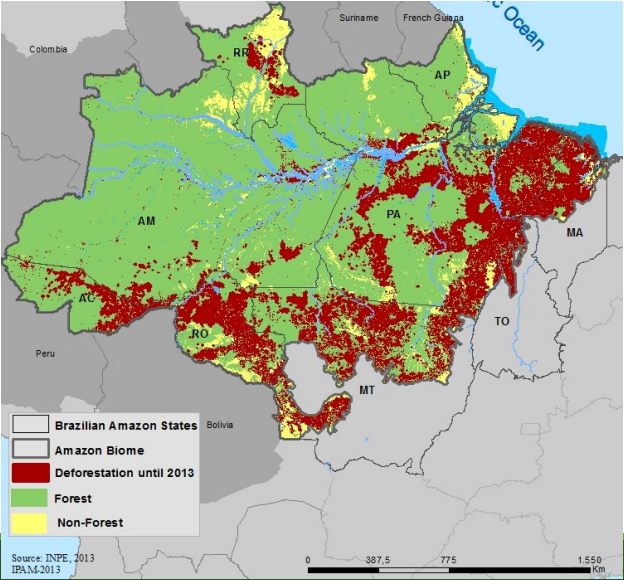 Suriname
French Guiana
c Ocean
Colombia
RR
AP
AM
PA
MA
AC
RO
TO
Peru
MT
Bolivia
Brazilian Amazon States
Amazon Biome
Deforestation until 2013
Forest
Non-Forest
Source: INPE, 2013
IPAM-2013
0 387,5 775 1.550
Km